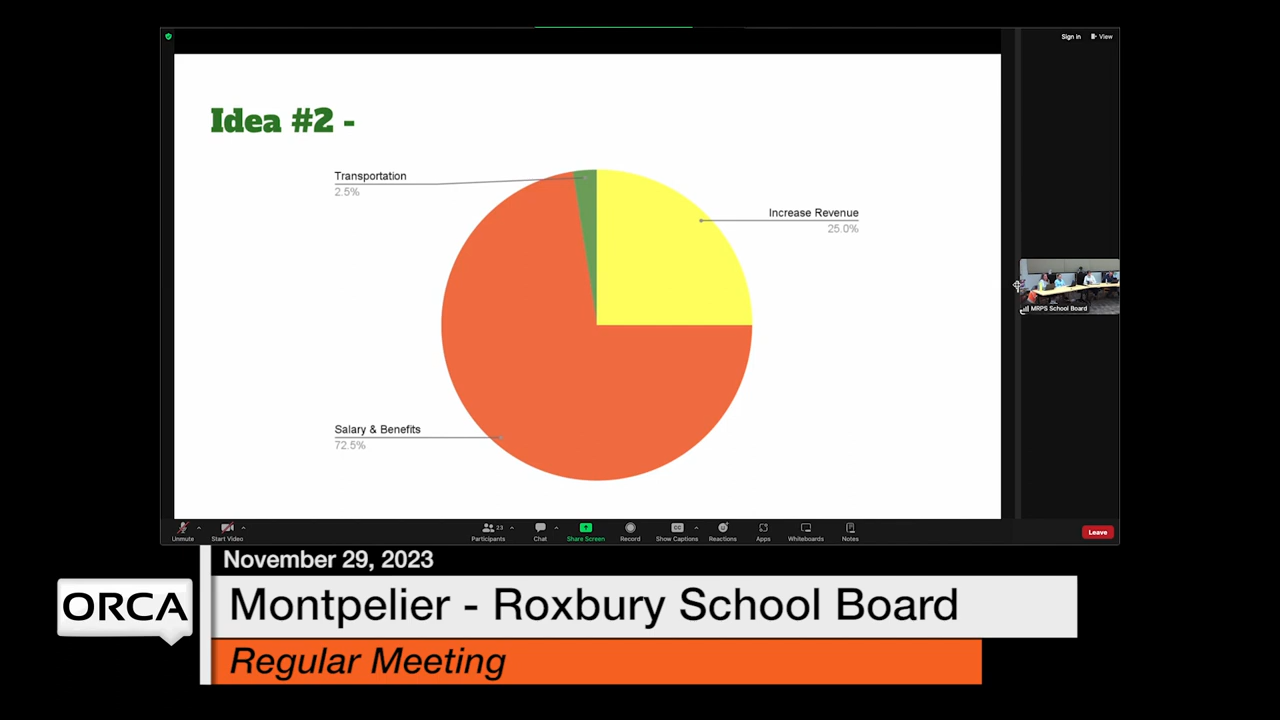 Sign in
View
Idea #2 -
Transportation
2.5%
Increase Revenue
25.0%
Salary & Benefits
72.5%
MRPS School Board
Unmute
Start Video
Participants
23
Chat
Share Screen
Record
CC
Show Captions
Reactions
Apps
Whiteboards
Notes
Leave
November 29, 2023
ORCA
Montpelier - Roxbury School Board
Regular Meeting